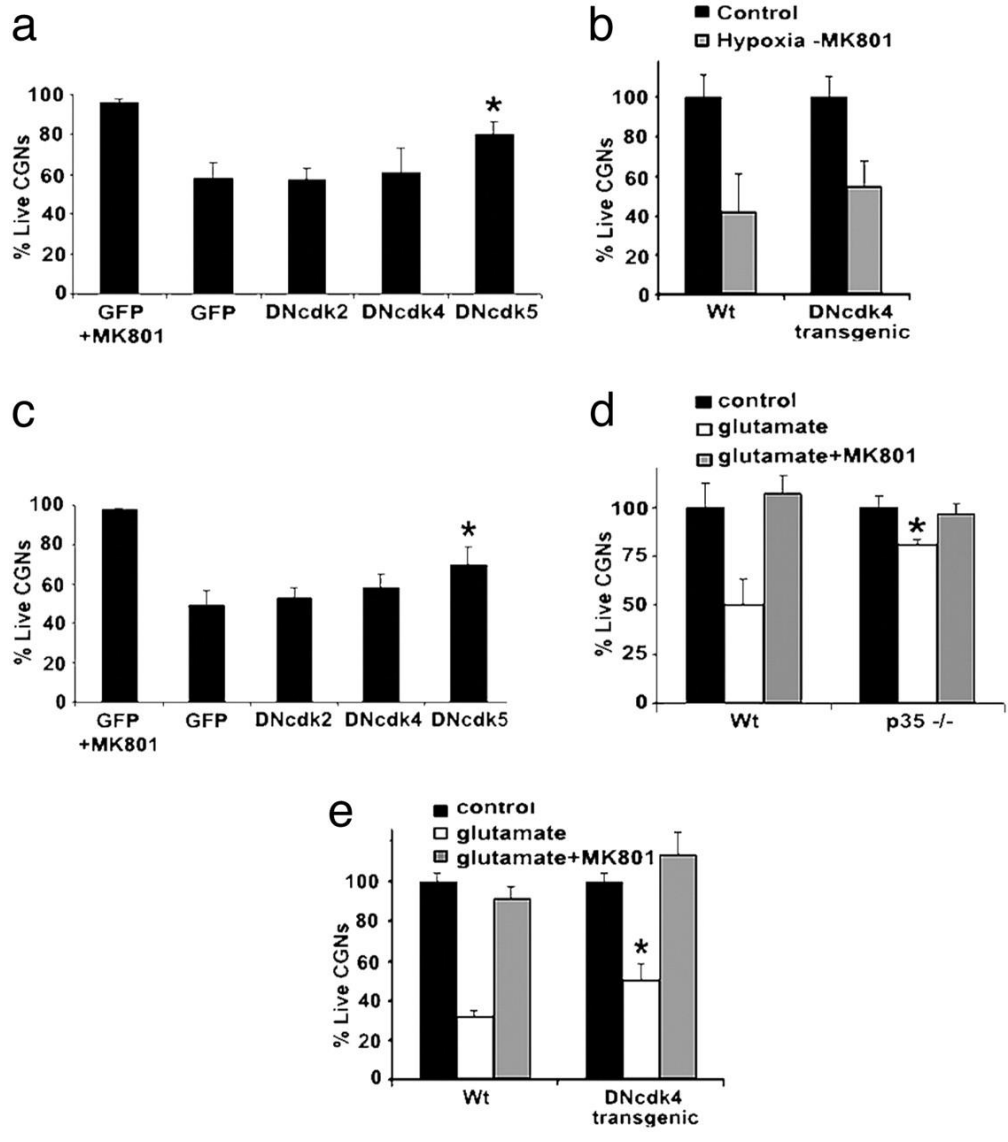 a
% Live CGNs
100
80
60
40
20
0
*
GFP +MK801
GFP
DNcdk2
DNcdk4
DNcdk5
b
Control
Hypoxia -MK801
% Live CGNs
100
80
60
40
20
0
Wt
DNcdk4 transgenic
c
% Live CGNs
100
80
60
40
20
0
*
GFP +MK801
GFP
DNcdk2
DNcdk4
DNcdk5
d
control
glutamate
glutamate+MK801
% Live CGNs
100
75
50
25
0
*
Wt
p35 -/-
e
control
glutamate
glutamate+MK801
% Live CGNs
100
80
60
40
20
0
*
Wt
DNcdk4 transgenic